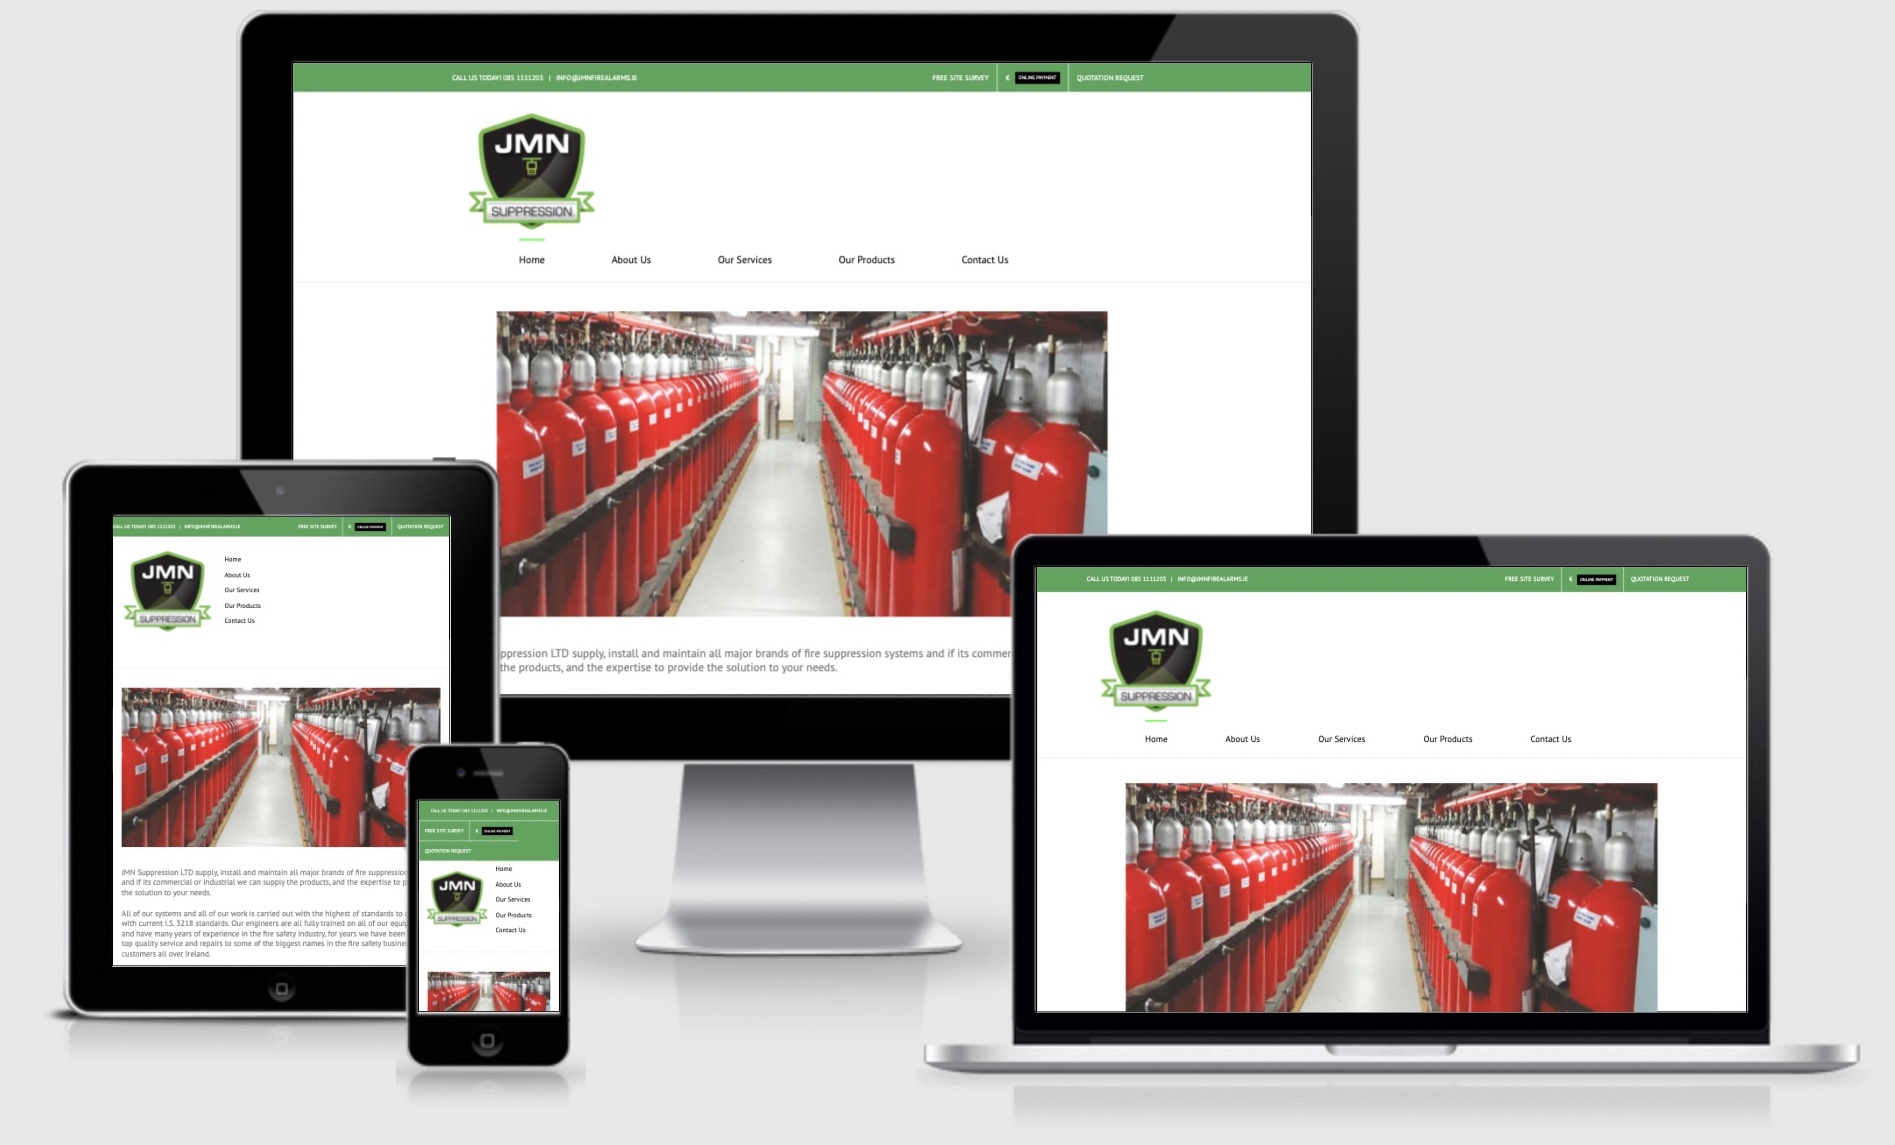 CALL US TODAY! 085 1111203 | INFO@JMNFIREALARMS.IE
FREE SITE SURVEY
€ ONLINE PAYMENT
QUOTATION REQUEST
JMN
SUPPRESSION
Home
About Us
Our Services
Our Products
Contact Us
ppression LTD supply, install and maintain all major brands of fire suppression systems and if its commer
the products, and the expertise to provide the solution to your needs.
CALL US TODAY! 085 1111203 | INFO@JMNFIREALARMS.IE
FREE SITE SURVEY
€ ONLINE PAYMENT
QUOTATION REQUEST
JMN
SUPPRESSION
Home
About Us
Our Services
Our Products
Contact Us
JMN Suppression LTD supply, install and maintain all major brands of fire suppression
and if its commercial or industrial we can supply the products, and the expertise to p
the solution to your needs.
All of our systems and all of our work is carried out with the highest of standards to
with current I.S. 3218 standards. Our engineers are all fully trained on all of our equip
and have many years of experience in the fire safety industry, for years we have been
top quality service and repairs to some of the biggest names in the fire safety busine
customers all over Ireland.
CALL US TODAY! 085 1111203 | INFO@JMNFIREALARMS.IE
FREE SITE SURVEY
€ ONLINE PAYMENT
QUOTATION REQUEST
JMN
SUPPRESSION
Home
About Us
Our Services
Our Products
Contact Us
CALL US TODAY! 085 1111203 | INFO@JMNFIREALARMS.IE
FREE SITE SURVEY
€ ONLINE PAYMENT
QUOTATION REQUEST
JMN
SUPPRESSION
Home
About Us
Our Services
Our Products
Contact Us